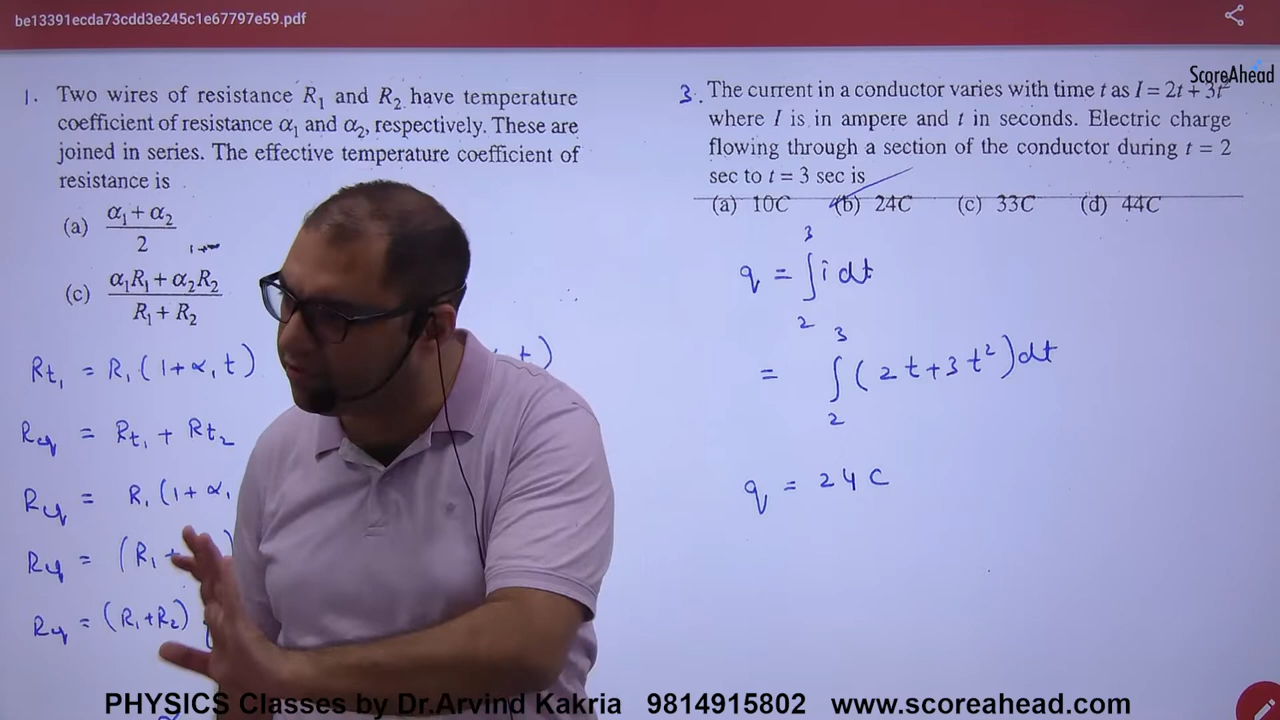 be13391ecda73cdd3e245c1e67797e59.pdf
ScoreAhead
1. Two wires of resistance R₁ and R₂ have temperature
coefficient of resistance α₁ and α₂, respectively. These are
joined in series. The effective temperature coefficient of
resistance is
(a) α₁ + α₂
2
(c) α₁R₁ + α₂R₂
R₁ + R₂
Rt₁ = R₁ (1+α₁t)
t)
Req = Rt₁ + Rt₂
Req = R₁ (1+ α₁
Req = (R₁ +
Req = (R₁+R₂)
3. The current in a conductor varies with time t as I = 2t + 3t²
where I is in ampere and t in seconds. Electric charge
flowing through a section of the conductor during t = 2
sec to t = 3 sec is
(a) 10C (b) 24C (c) 33C (d) 44C
3
q = ∫ i dt
2
3
= ∫ (2t+3t²)dt
2
q = 24 C
PHYSICS Classes by Dr.Arvind Kakria 9814915802 www.scoreahead.com